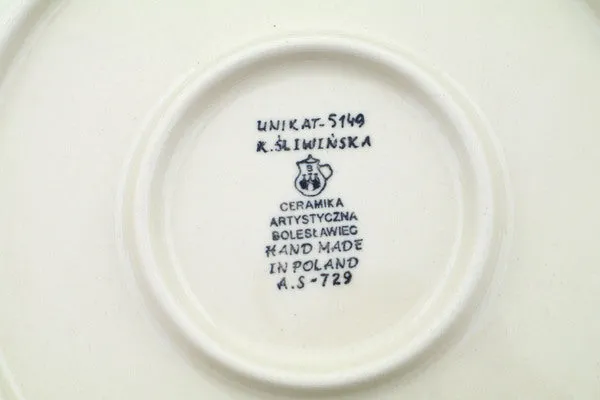 UNIKAT-5149
K.ŚLIWIŃSKA
B
CERAMIKA
ARTYSTYCZNA
BOLESŁAWIEC
HAND MADE
IN POLAND
A.S-729